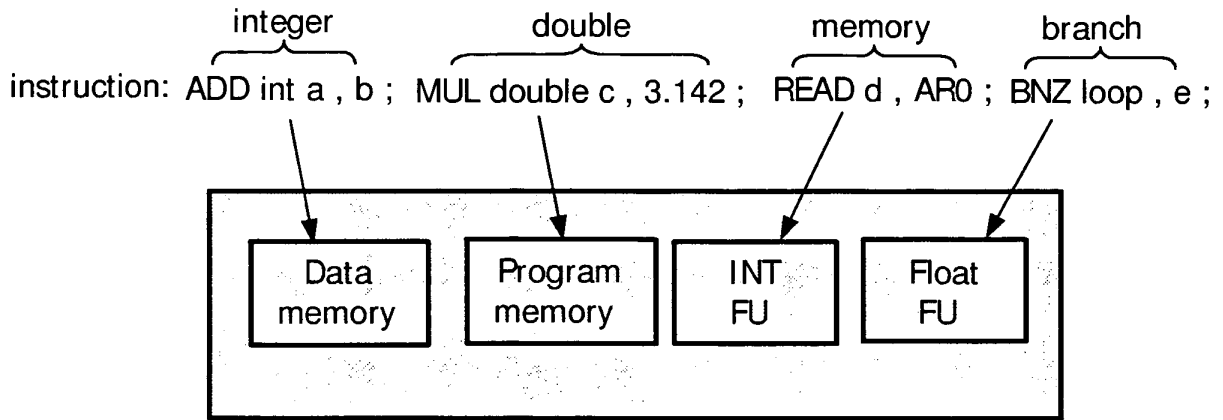 integer double memory branch
instruction: ADD int a , b ; MUL double c , 3.142 ; READ d , AR0 ; BNZ loop , e ;
Data
memory
Program
memory
INT
FU
Float
FU